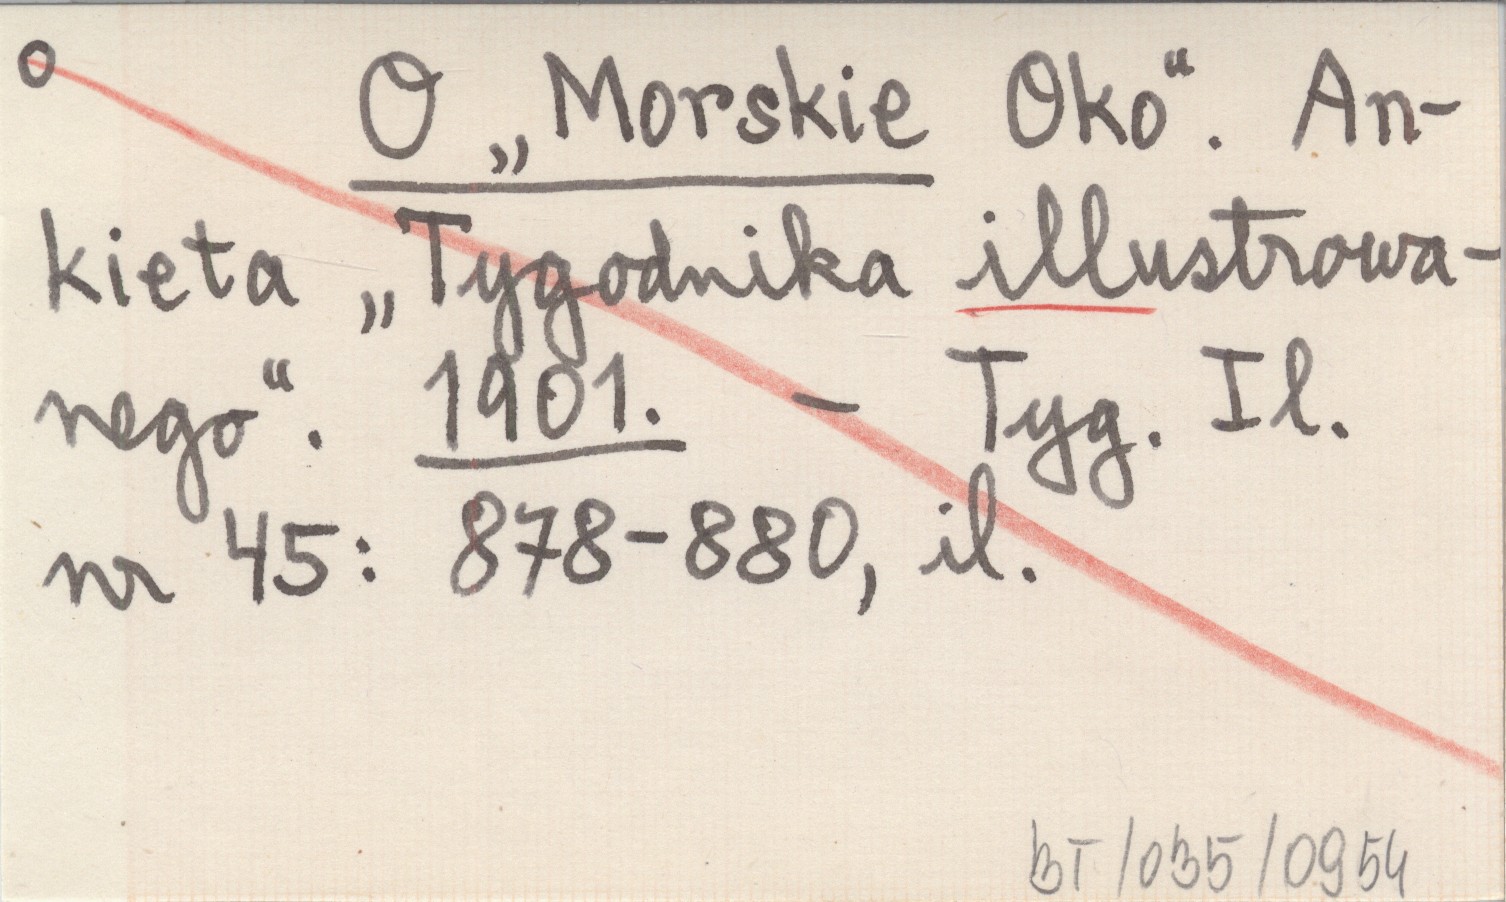 o O „Morskie Oko“. An-
kieta „Tygodnika illustrowa-
nego“. 1901. – Tyg. Il.
nr 45: 878-880, il.
BT/035/0954